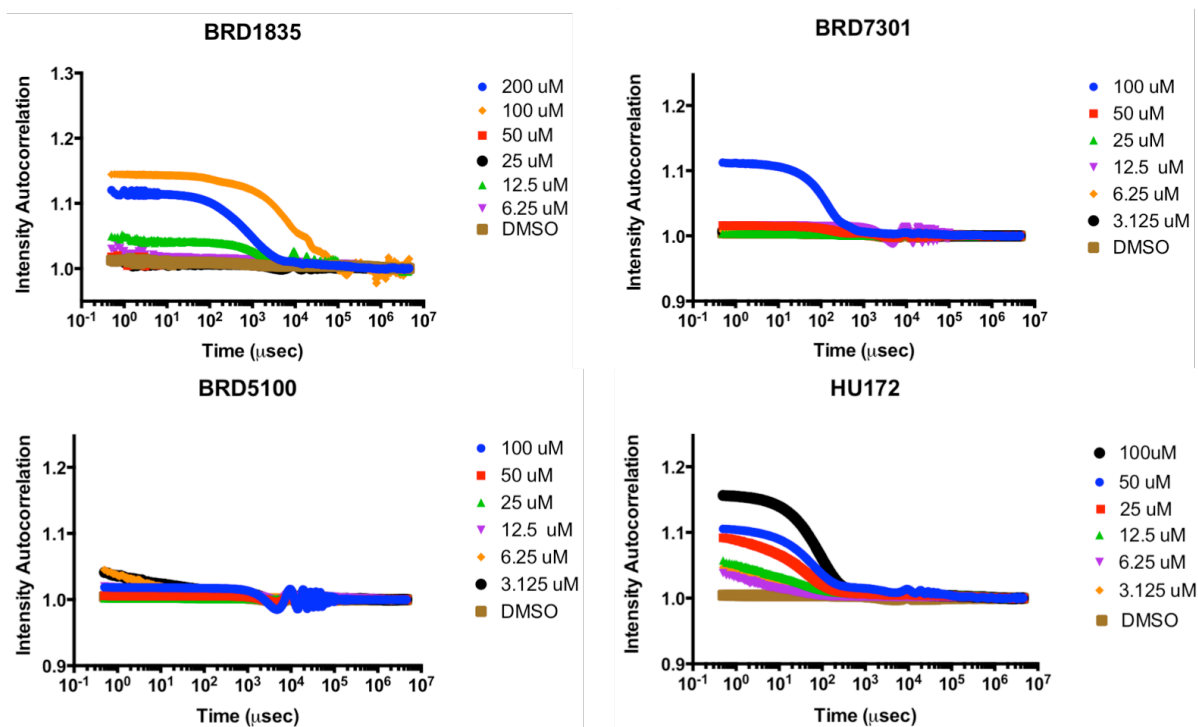 BRD1835
Intensity Autocorrelation
1.3
1.2
1.1
1.0
10-1 100 101 102 103 104 105 106 107
Time (μsec)
200 uM
100 uM
50 uM
25 uM
12.5 uM
6.25 uM
DMSO
BRD7301
Intensity Autocorrelation
1.2
1.1
1.0
0.9
10-1 100 101 102 103 104 105 106 107
Time (μsec)
100 uM
50 uM
25 uM
12.5 uM
6.25 uM
3.125 uM
DMSO
BRD5100
Intensity Autocorrelation
1.2
1.1
1.0
0.9
10-1 100 101 102 103 104 105 106 107
Time (μsec)
100 uM
50 uM
25 uM
12.5 uM
6.25 uM
3.125 uM
DMSO
HU172
Intensity Autocorrelation
1.2
1.1
1.0
0.9
10-1 100 101 102 103 104 105 106 107
Time (μsec)
100uM
50 uM
25 uM
12.5 uM
6.25 uM
3.125 uM
DMSO